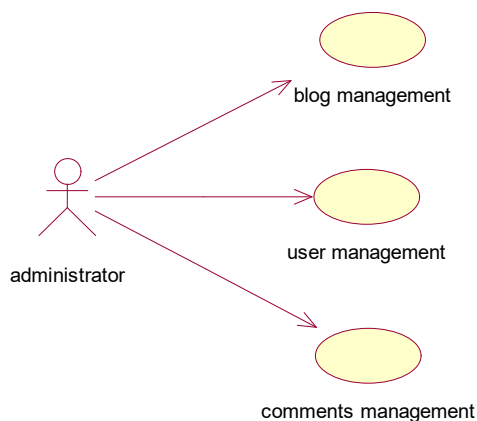 blog management
user management
administrator
comments management